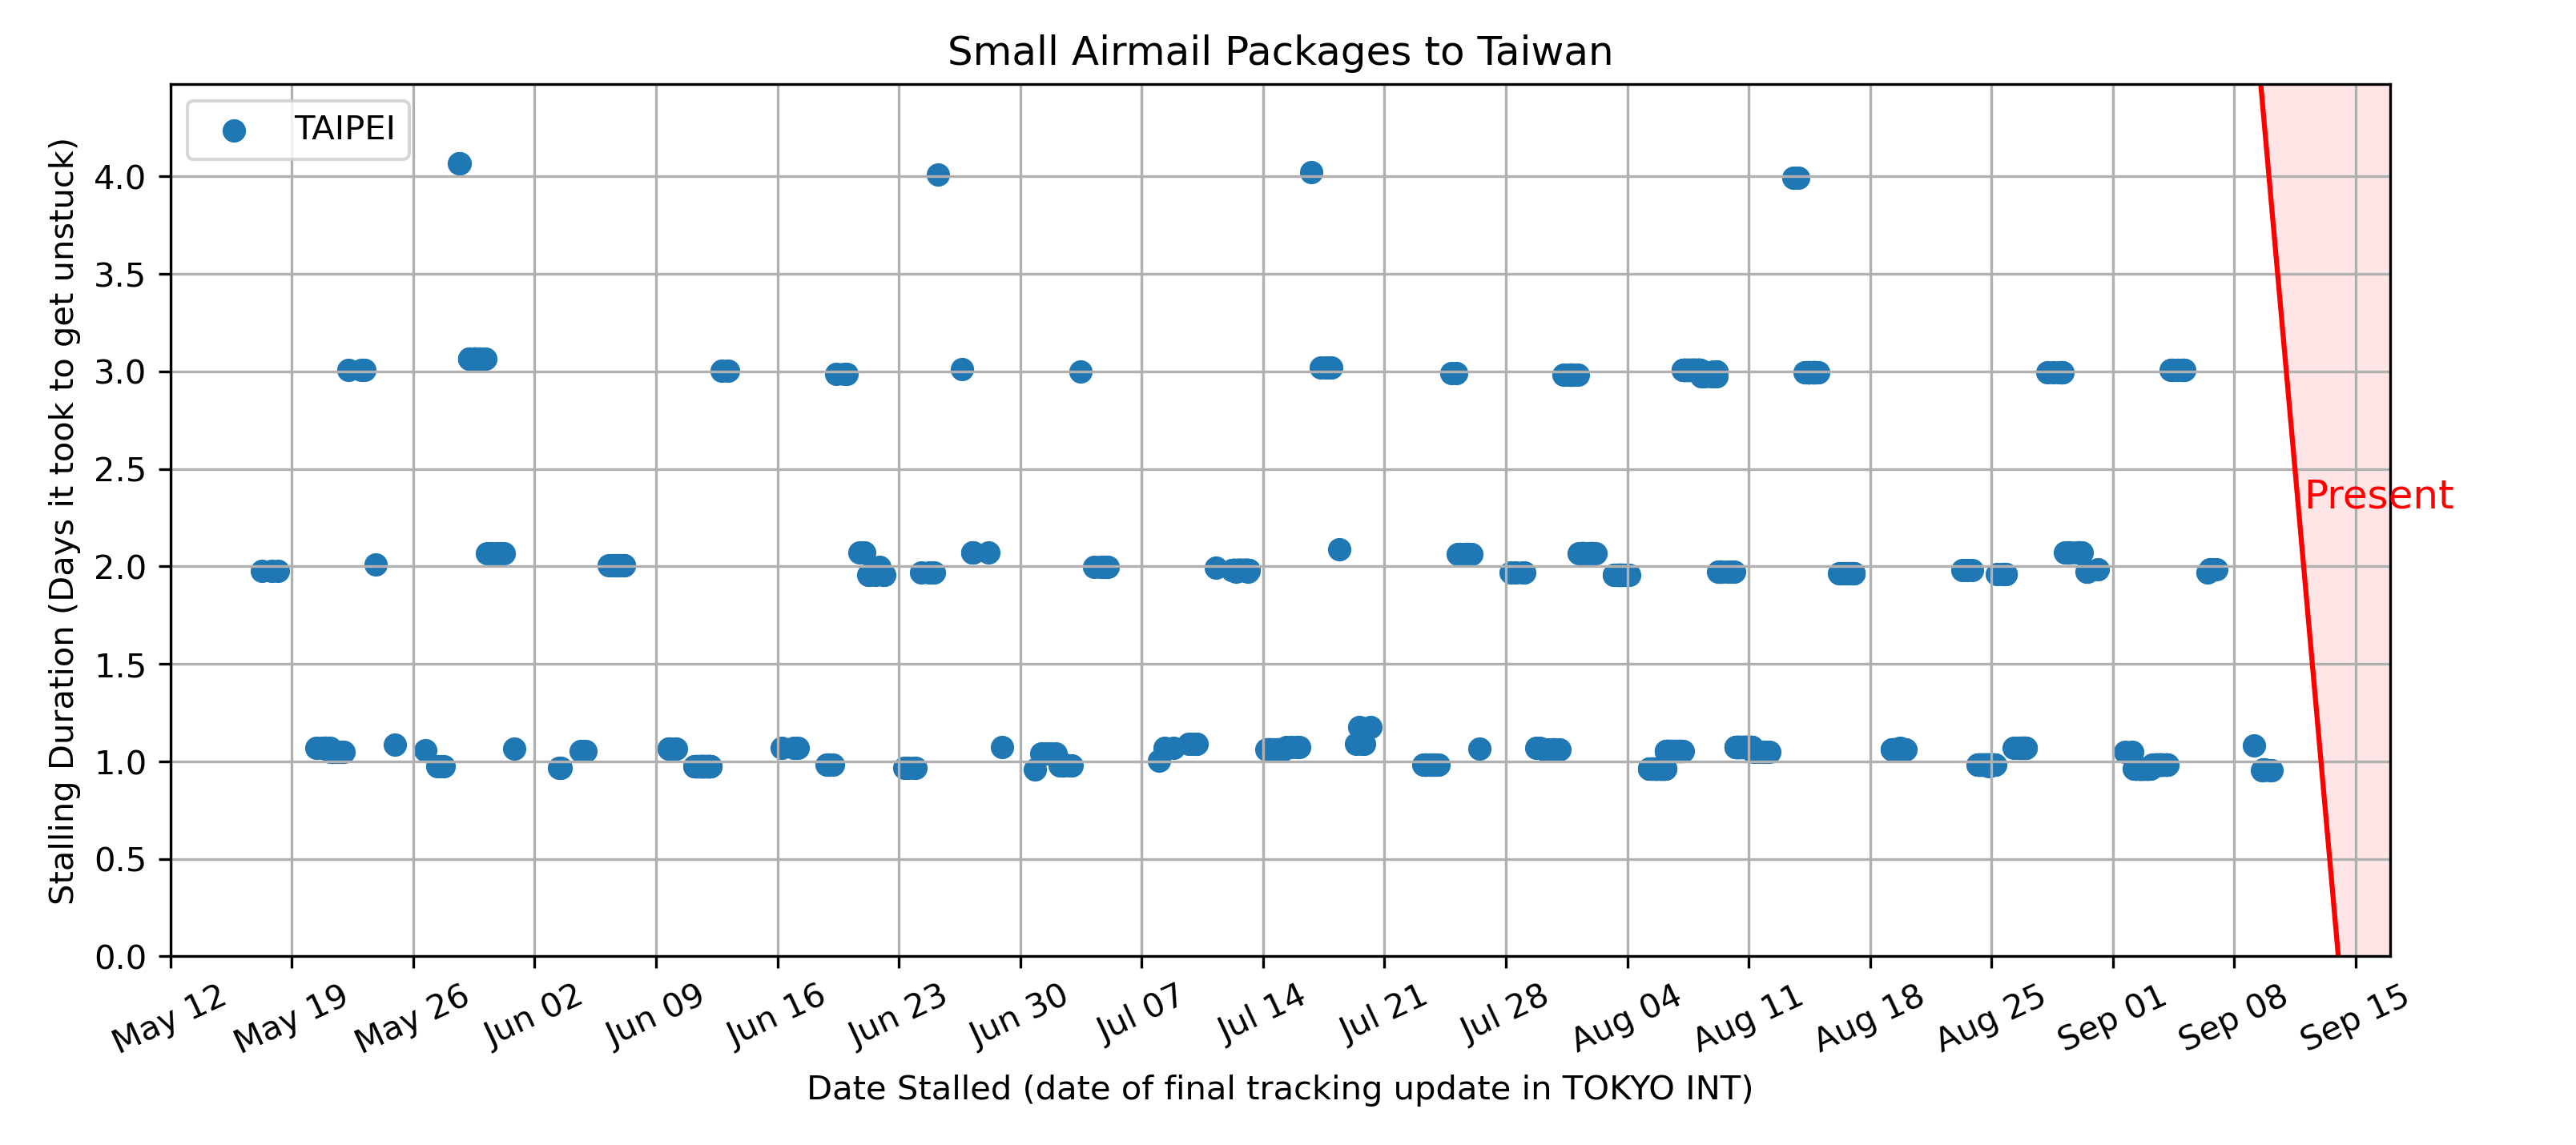 Small Airmail Packages to Taiwan
TAIPEI
Stalling Duration (Days it took to get unstuck)
4.0
3.5
3.0
2.5
2.0
1.5
1.0
0.5
0.0
Present
May 12
May 19
May 26
Jun 02
Jun 09
Jun 16
Jun 23
Jun 30
Jul 07
Jul 14
Jul 21
Jul 28
Aug 04
Aug 11
Aug 18
Aug 25
Sep 01
Sep 08
Sep 15
Date Stalled (date of final tracking update in TOKYO INT)